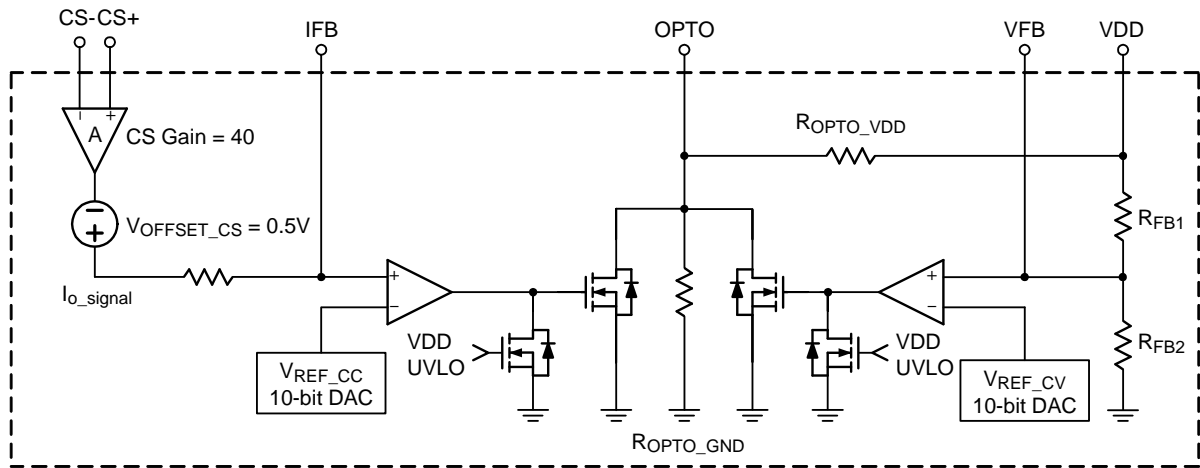 CS-CS+
IFB
OPTO
VFB
VDD
− +
A
CS Gain = 40
ROPTO_VDD
−
+
VOFFSET_CS = 0.5V
RFB1
Io_signal
+
−
+
−
VDD
UVLO
VDD
UVLO
RFB2
VREF_CC
10-bit DAC
VREF_CV
10-bit DAC
ROPTO_GND